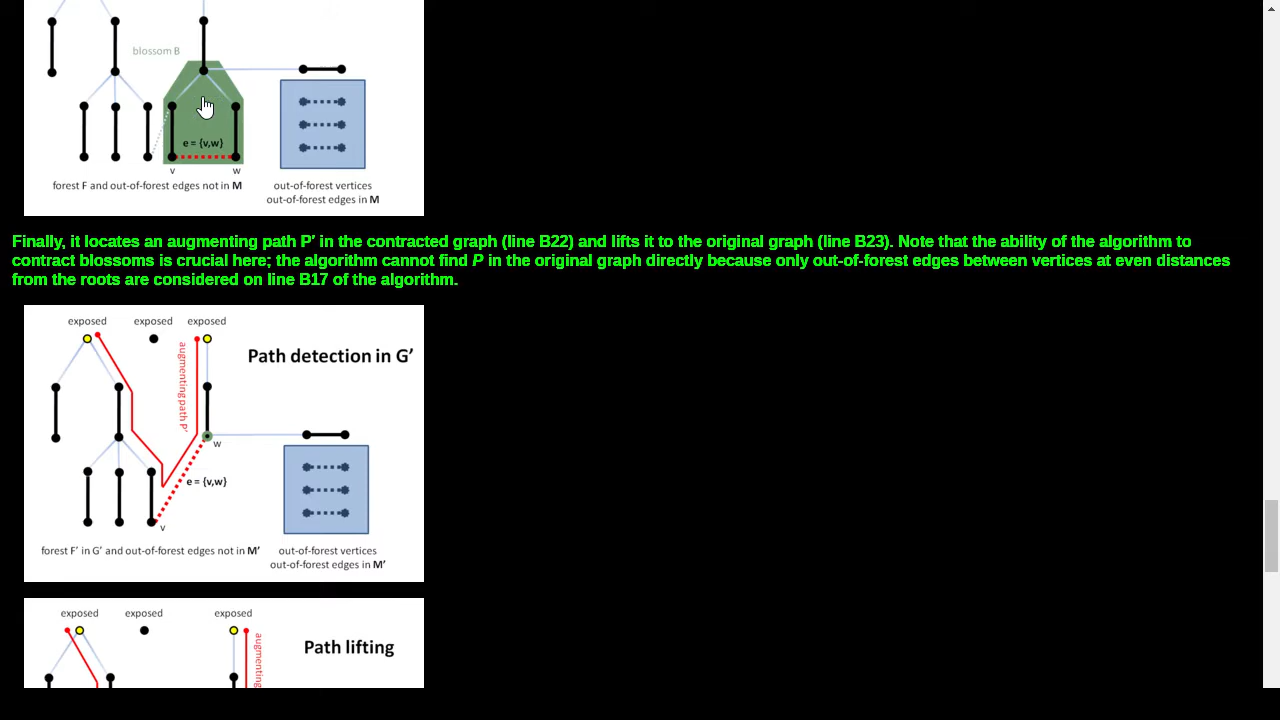 blossom B
e = {v,w}
v w
forest F and out-of-forest edges not in M
out-of-forest vertices
out-of-forest edges in M
Finally, it locates an augmenting path P′ in the contracted graph (line B22) and lifts it to the original graph (line B23). Note that the ability of the algorithm to
contract blossoms is crucial here; the algorithm cannot find P in the original graph directly because only out-of-forest edges between vertices at even distances
from the roots are considered on line B17 of the algorithm.
exposed exposed exposed
Path detection in G’
augmenting path P’
w
e = {v,w}
v
forest F’ in G’ and out-of-forest edges not in M’
out-of-forest vertices
out-of-forest edges in M’
exposed exposed exposed
Path lifting
augmenting